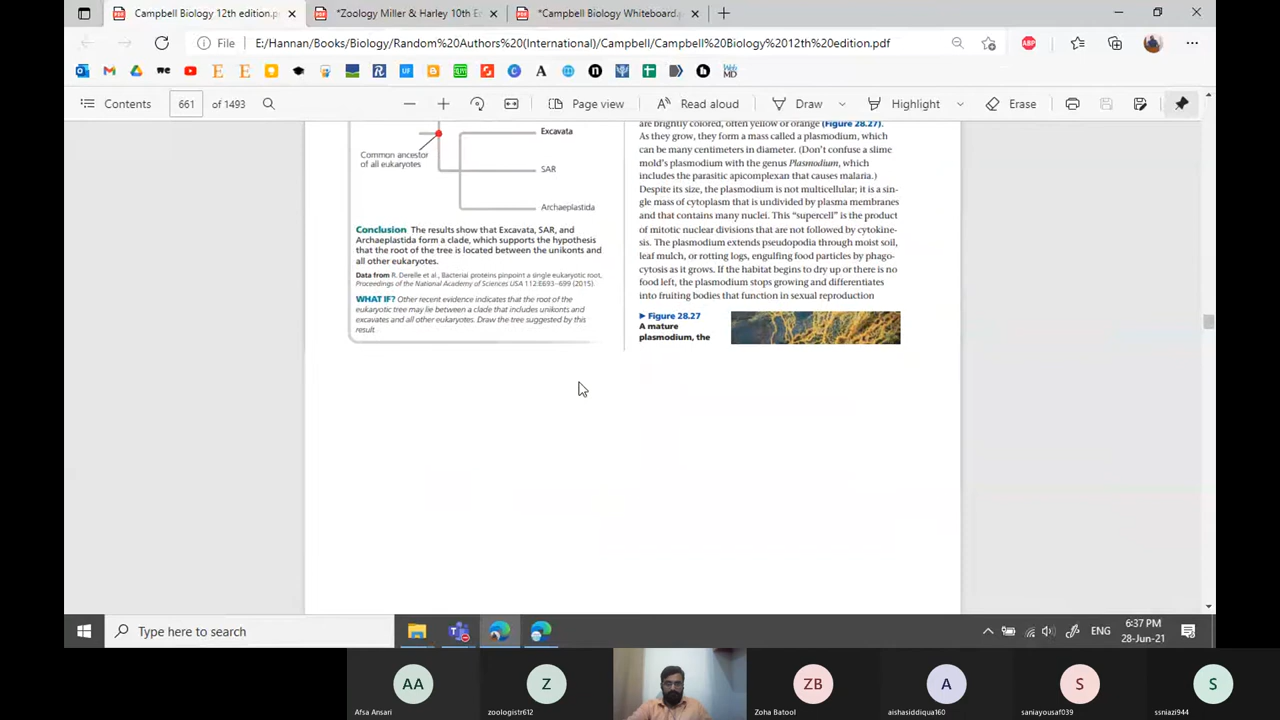 Campbell Biology 12th edition.p
*Zoology Miller & Harley 10th E
*Campbell Biology Whiteboard.
File
E:/Hannan/Books/Biology/Random%20Authors%20(International)/Campbell/Campbell%20Biology%2012th%20edition.pdf
ABP
we
QIY
Web MD
Contents
661 of 1493
Page view
Read aloud
Draw
Highlight
Erase
Excavata
Common ancestor
of all eukaryotes
SAR
Archaeplastida
Conclusion The results show that Excavata, SAR, and
Archaeplastida form a clade, which supports the hypothesis
that the root of the tree is located between the unikonts and
all other eukaryotes.
Data from R. Derelle et al., Bacterial proteins pinpoint a single eukaryotic root,
Proceedings of the National Academy of Sciences USA 112:E693–699 (2015).
WHAT IF? Other recent evidence indicates that the root of the
eukaryotic tree may lie between a clade that includes unikonts and
excavates and all other eukaryotes. Draw the tree suggested by this
result.
are brightly colored, often yellow or orange (Figure 28.27).
As they grow, they form a mass called a plasmodium, which
can be many centimeters in diameter. (Don't confuse a slime
mold's plasmodium with the genus Plasmodium, which
includes the parasitic apicomplexan that causes malaria.)
Despite its size, the plasmodium is not multicellular; it is a sin-
gle mass of cytoplasm that is undivided by plasma membranes
and that contains many nuclei. This "supercell" is the product
of mitotic nuclear divisions that are not followed by cytokine-
sis. The plasmodium extends pseudopodia through moist soil,
leaf mulch, or rotting logs, engulfing food particles by phago-
cytosis as it grows. If the habitat begins to dry up or there is no
food left, the plasmodium stops growing and differentiates
into fruiting bodies that function in sexual reproduction
► Figure 28.27
A mature
plasmodium, the
Type here to search
ENG
6:37 PM
28-Jun-21
AA
Z
ZB
A
S
S
Afsa Ansari
zoologistr612
Zoha Batool
aishasiddiqua160
saniayousaf039
ssniazi944